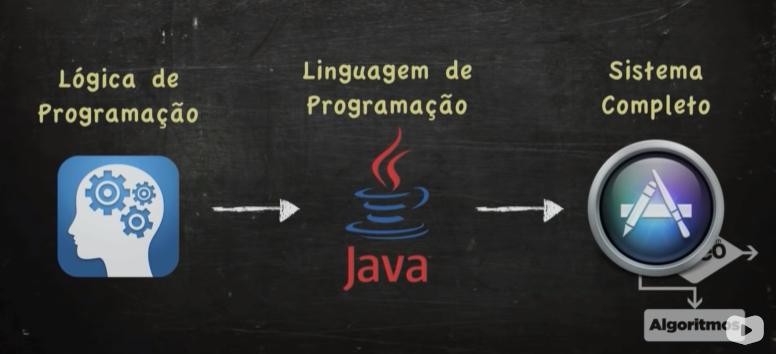 Lógica de
Programação
Linguagem de
Programação
Sistema
Completo
Java
Algoritmos